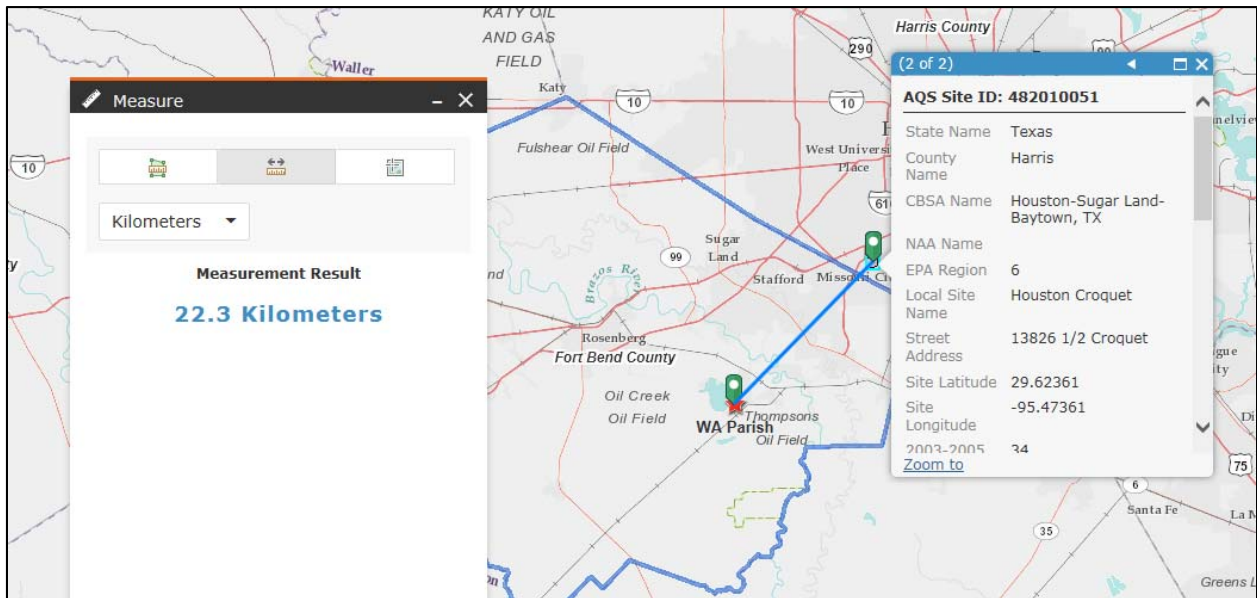 Measure
Kilometers
Measurement Result
22.3 Kilometers
KATY OIL
AND GAS
FIELD
Waller
Katy
10
10
10
290
Harris County
Fulshear Oil Field
West Univers
Place
610
Sugar
Land
99
Stafford
Brazos River
Rosenberg
Fort Bend County
Oil Creek
Oil Field
WA Parish
Thompsons
Oil Field
(2 of 2)
AQS Site ID: 482010051
State Name Texas
County
Name
Harris
CBSA Name Houston-Sugar Land-
Baytown, TX
NAA Name
EPA Region 6
Local Site
Name
Houston Croquet
Street
Address
13826 1/2 Croquet
Site Latitude 29.62361
Site
Longitude
-95.47361
2003-2005 34
Zoom to
6
75
Santa Fe
La M
35
Greens L